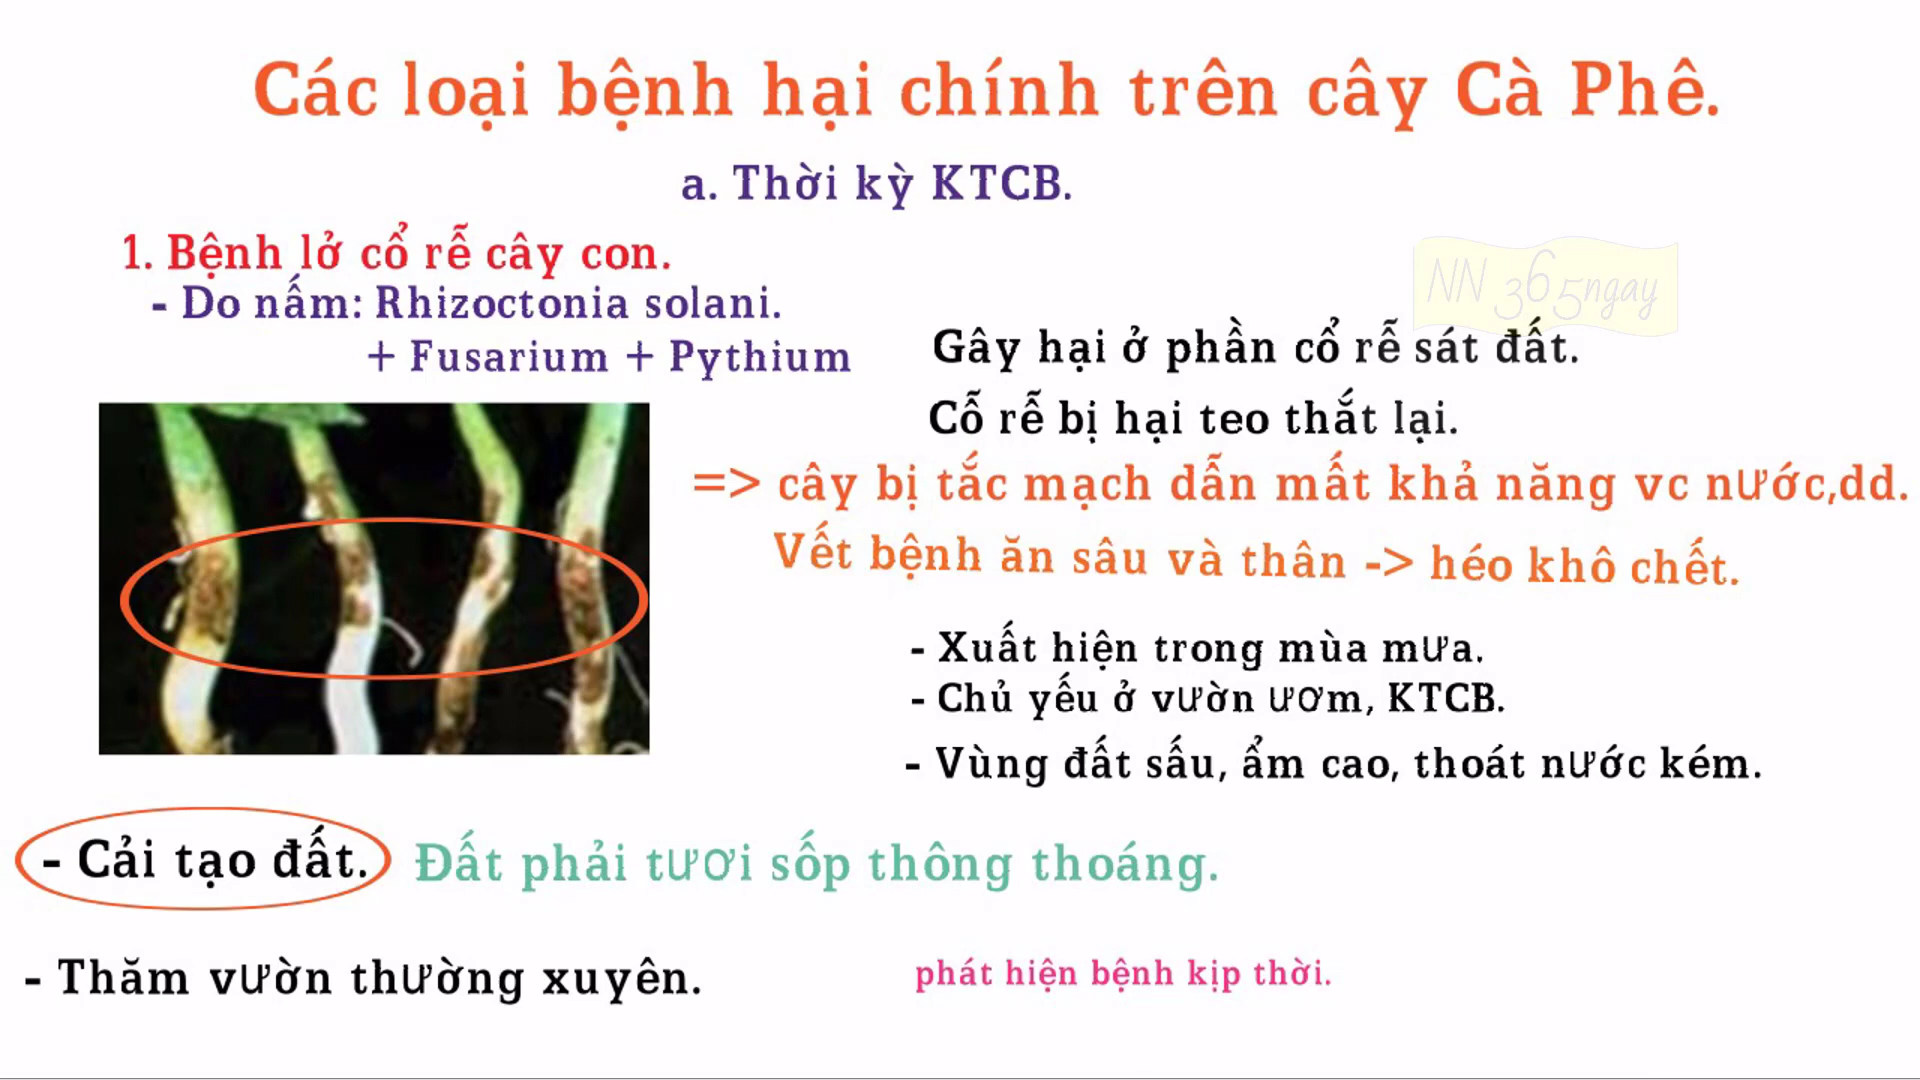 Các loại bệnh hại chính trên cây Cà Phê.
a. Thời kỳ KTCB.
1. Bệnh lở cổ rễ cây con.
- Do nấm: Rhizoctonia solani.
+ Fusarium + Pythium
NN 365ngay
Gây hại ở phần cổ rễ sát đất.
Cỗ rễ bị hại teo thắt lại.
=> cây bị tắc mạch dẫn mất khả năng vc nước,dd.
Vết bệnh ăn sâu và thân -> héo khô chết.
- Xuất hiện trong mùa mưa.
- Chủ yếu ở vườn ươm, KTCB.
- Vùng đất sấu, ẩm cao, thoát nước kém.
- Cải tạo đất.
Đất phải tươi sốp thông thoáng.
- Thăm vườn thường xuyên.
phát hiện bệnh kịp thời.